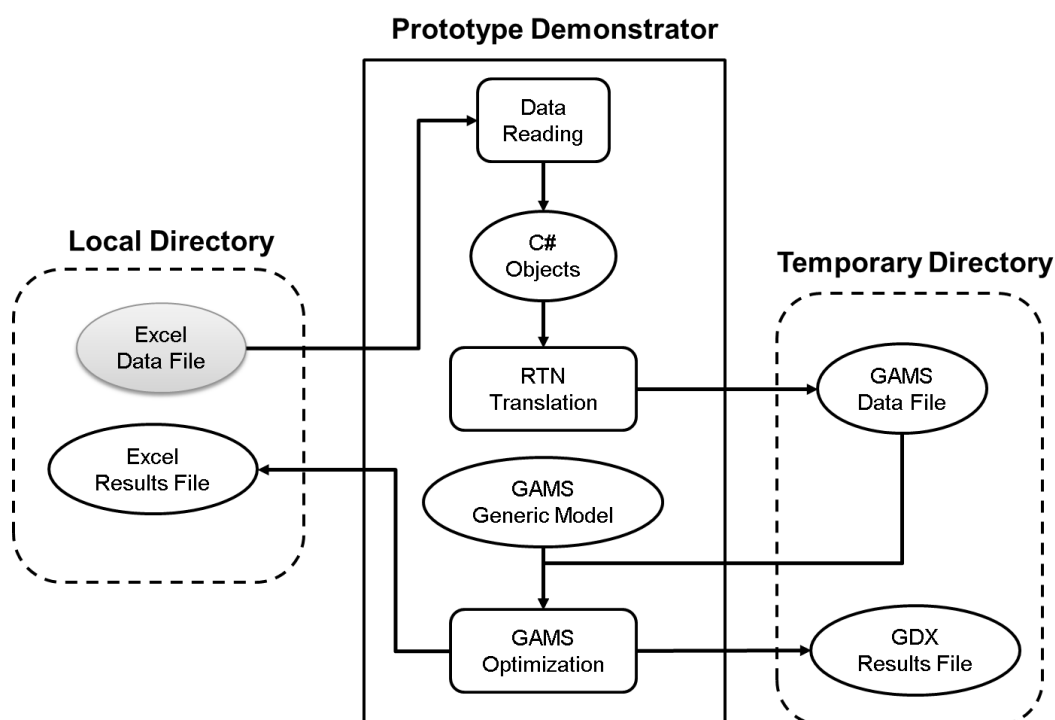 Prototype Demonstrator
Data
Reading
C#
Objects
Local Directory
Temporary Directory
Excel
Data File
RTN
Translation
GAMS
Data File
Excel
Results File
GAMS
Generic Model
GAMS
Optimization
GDX
Results File